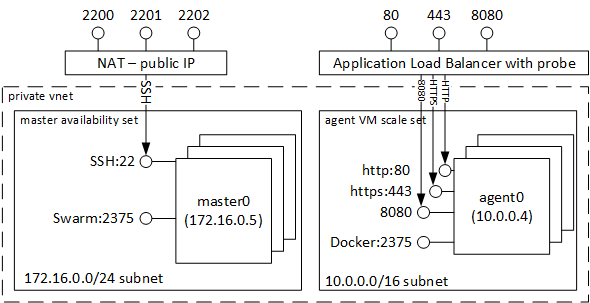 2200 2201 2202
80 443 8080
NAT – public IP
Application Load Balancer with probe
SSH
8080
HTTPS
HTTP
private vnet
master availability set
agent VM scale set
SSH:22
Swarm:2375
master0
(172.16.0.5)
http:80
https:443
8080
Docker:2375
agent0
(10.0.0.4)
172.16.0.0/24 subnet
10.0.0.0/16 subnet